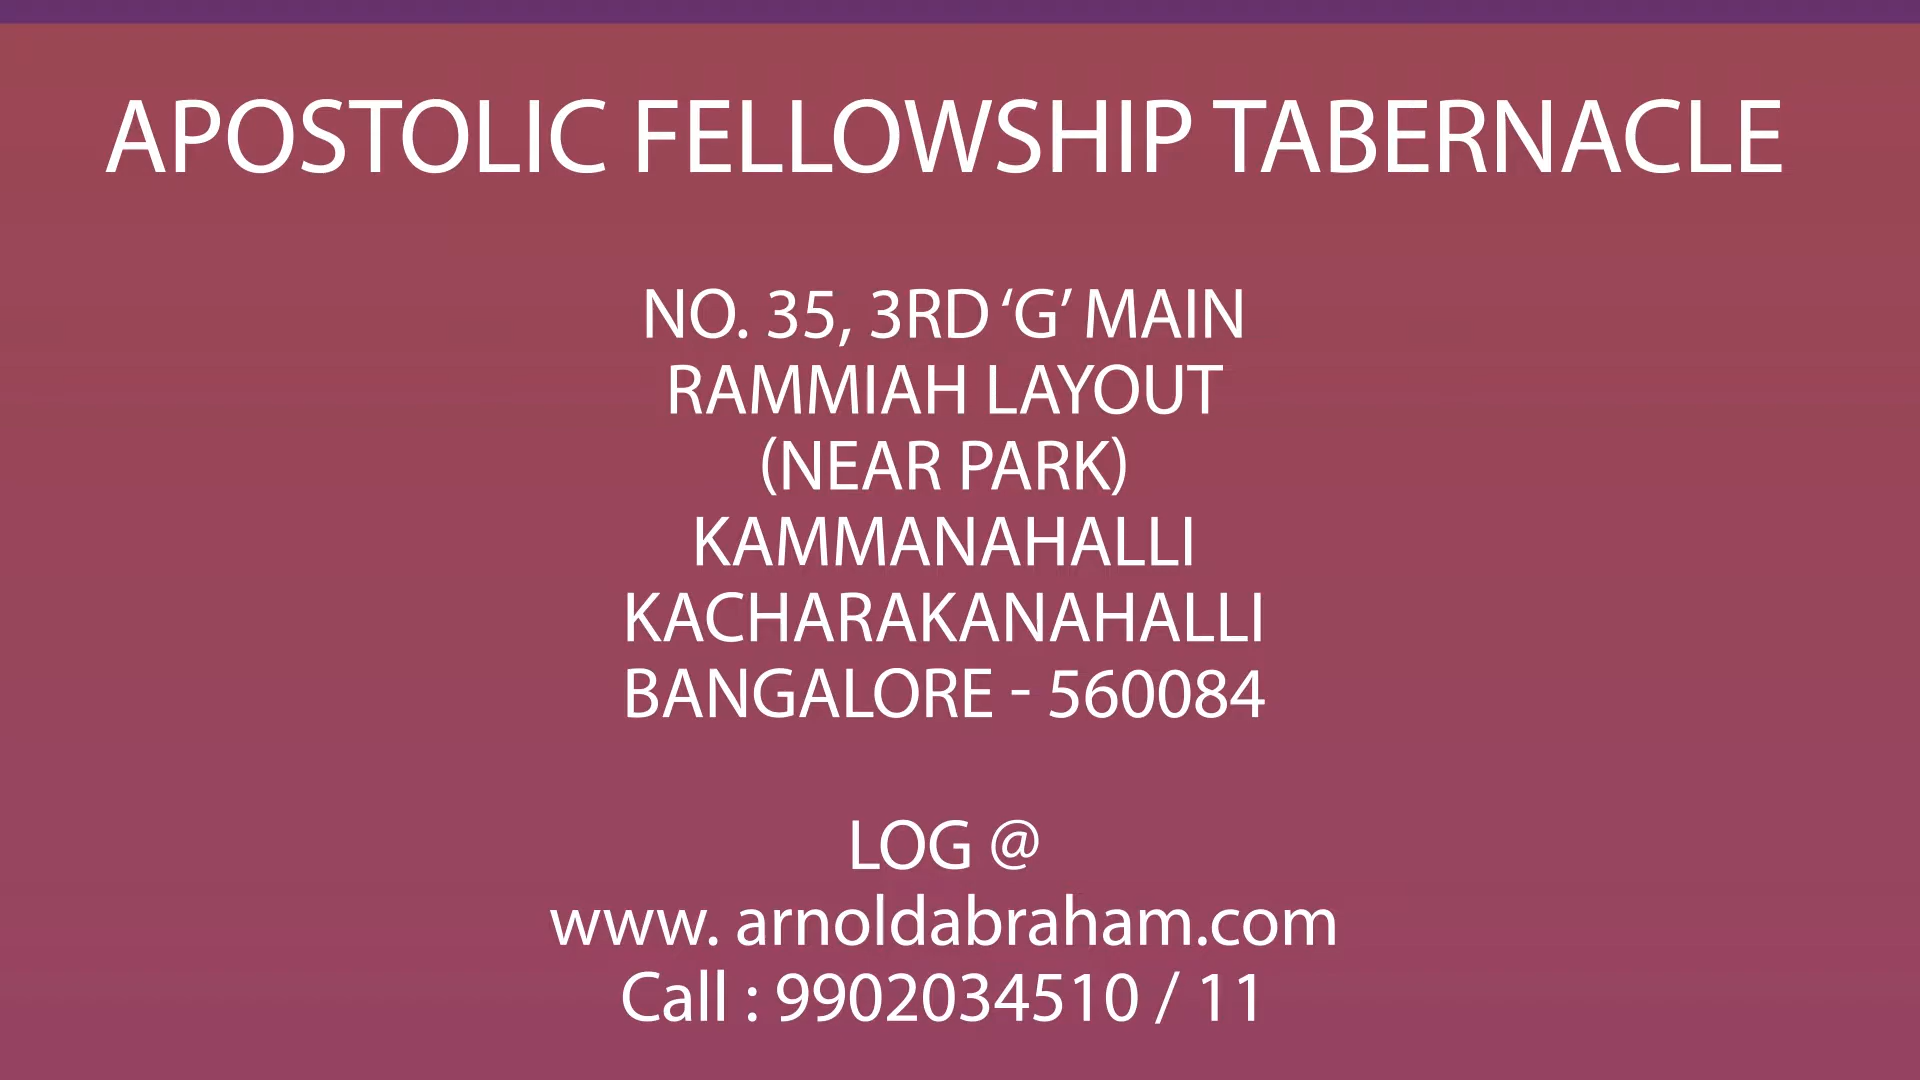 APOSTOLIC FELLOWSHIP TABERNACLE
NO. 35, 3RD ‘G’ MAIN
RAMMIAH LAYOUT
(NEAR PARK)
KAMMANAHALLI
KACHARAKANAHALLI
BANGALORE - 560084
LOG @
www. arnoldabraham.com
Call : 9902034510 / 11